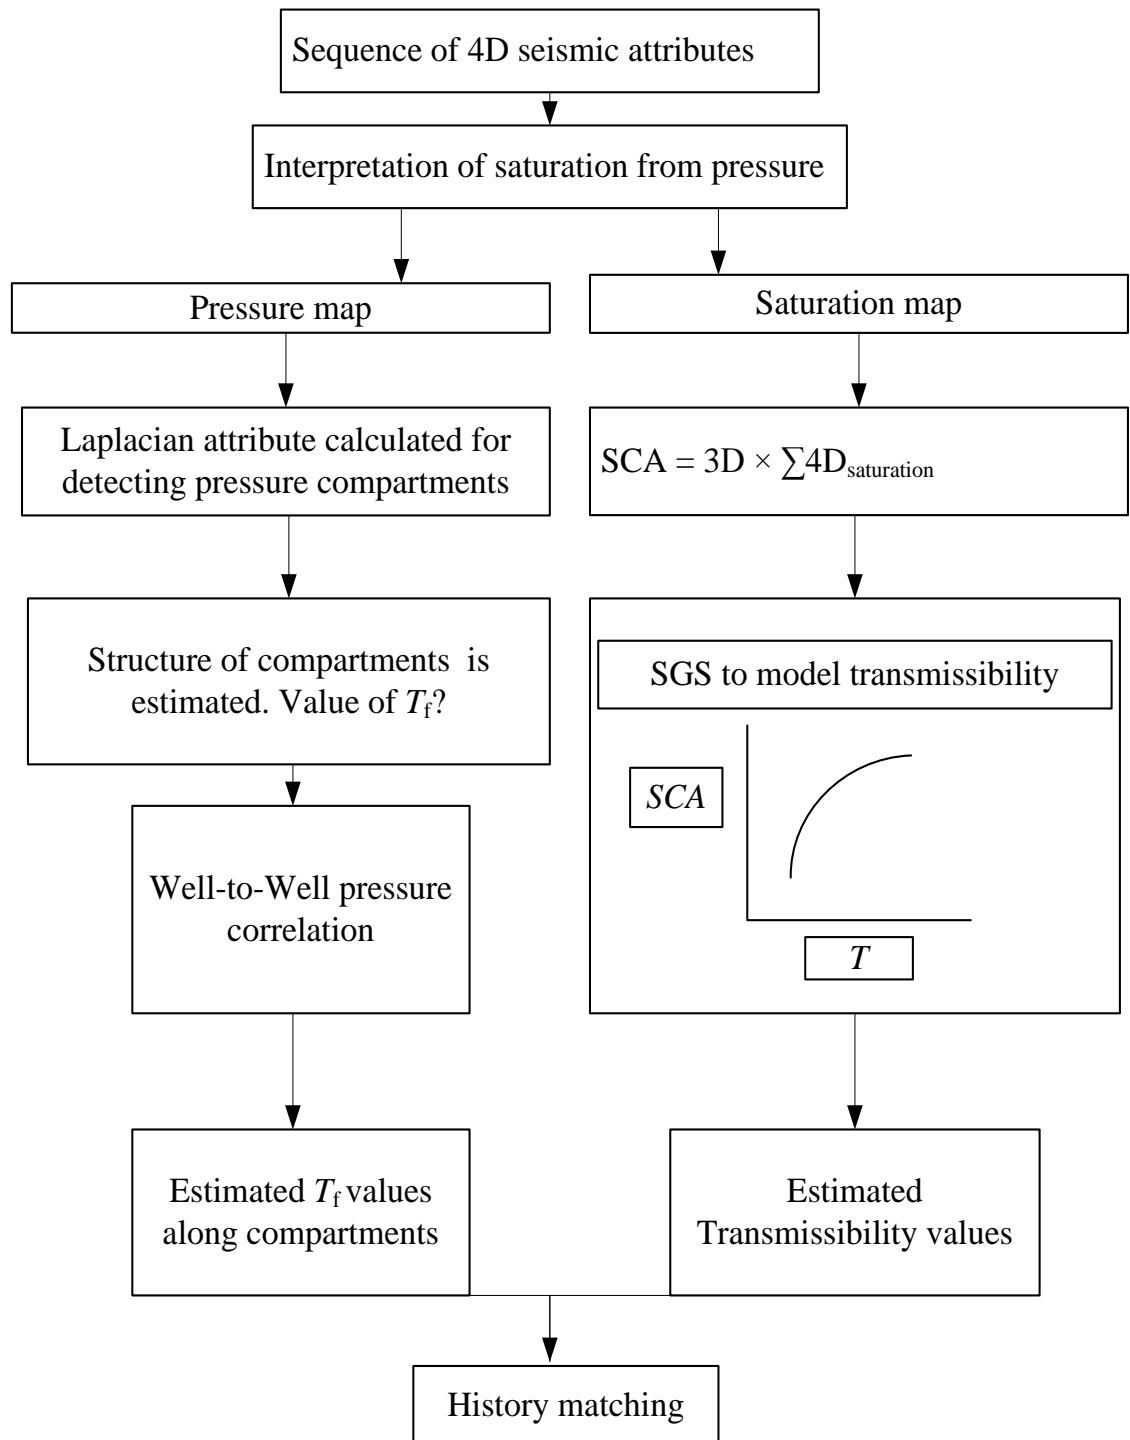 Sequence of 4D seismic attributes
Interpretation of saturation from pressure
Pressure map
Saturation map
Laplacian attribute calculated for
detecting pressure compartments
SCA = 3D × ∑4Dsaturation
Structure of compartments is
estimated. Value of Tf?
SGS to model transmissibility
SCA
T
Well-to-Well pressure
correlation
Estimated Tf values
along compartments
Estimated
Transmissibility values
History matching